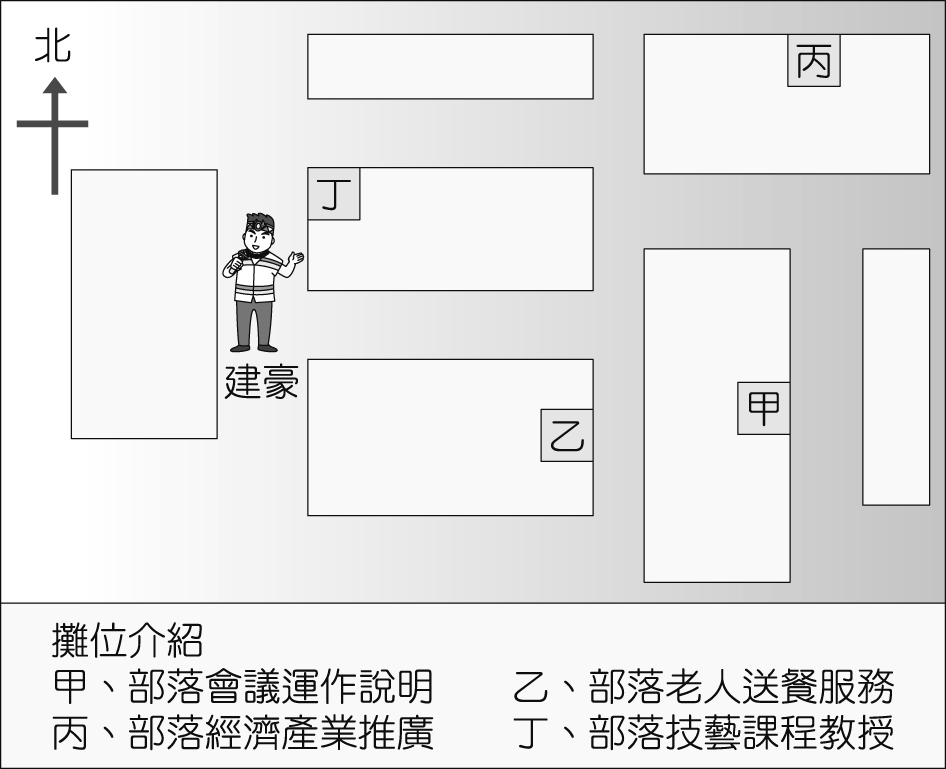 北
丙
丁
建豪
甲
乙
攤位介紹
甲、部落會議運作說明 乙、部落老人送餐服務
丙、部落經濟產業推廣 丁、部落技藝課程教授